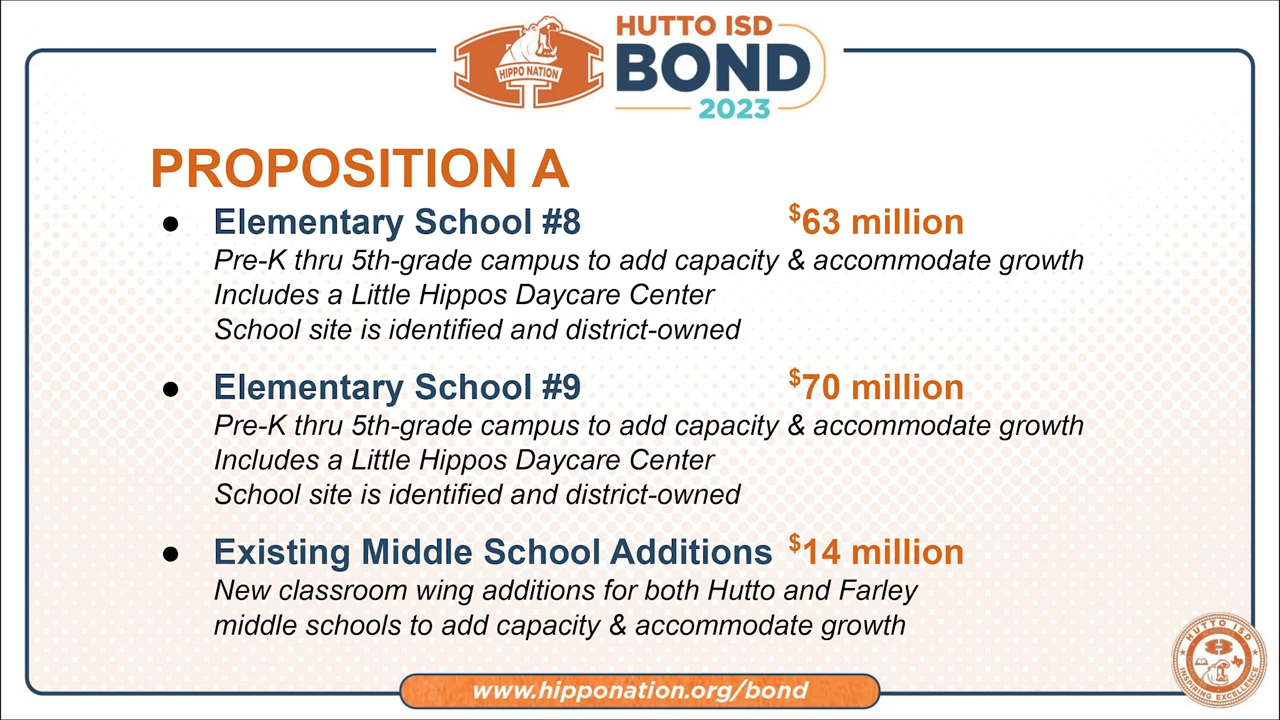 HUTTO ISD
BOND
2023
HIPPO NATION
PROPOSITION A
● Elementary School #8 $63 million
Pre-K thru 5th-grade campus to add capacity & accommodate growth
Includes a Little Hippos Daycare Center
School site is identified and district-owned
● Elementary School #9 $70 million
Pre-K thru 5th-grade campus to add capacity & accommodate growth
Includes a Little Hippos Daycare Center
School site is identified and district-owned
● Existing Middle School Additions $14 million
New classroom wing additions for both Hutto and Farley
middle schools to add capacity & accommodate growth
www.hipponation.org/bond
HUTTO ISD
INSPIRING EXCELLENCE